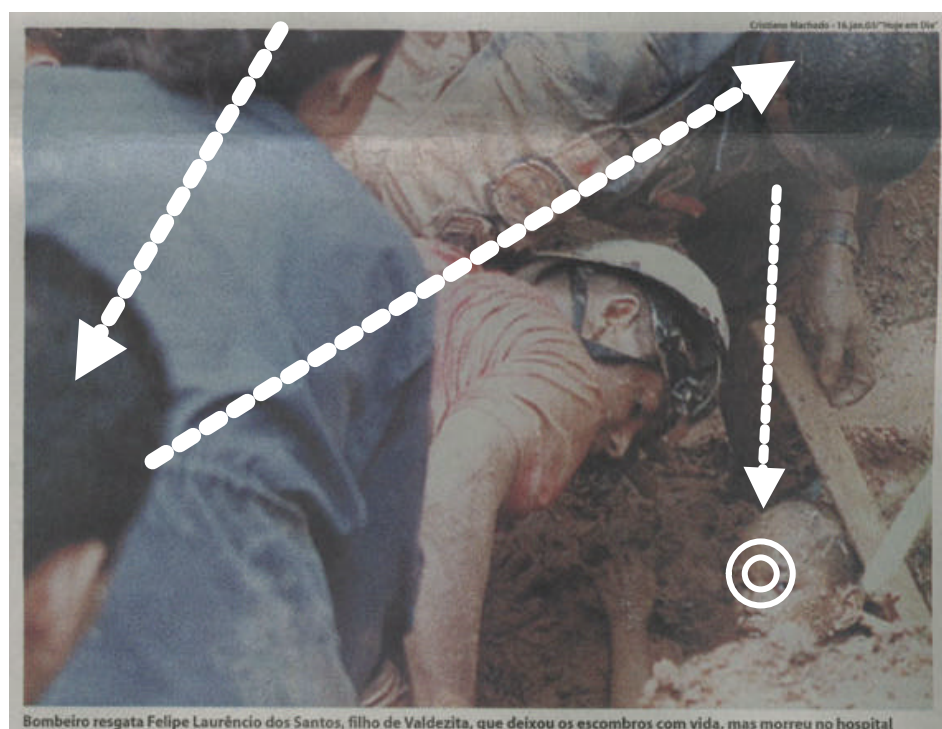 Cristiano Machado - 16.jan.03/"Hoje em Dia"
Bombeiro resgata Felipe Laurêncio dos Santos, filho de Valdezita, que deixou os escombros com vida, mas morreu no hospital